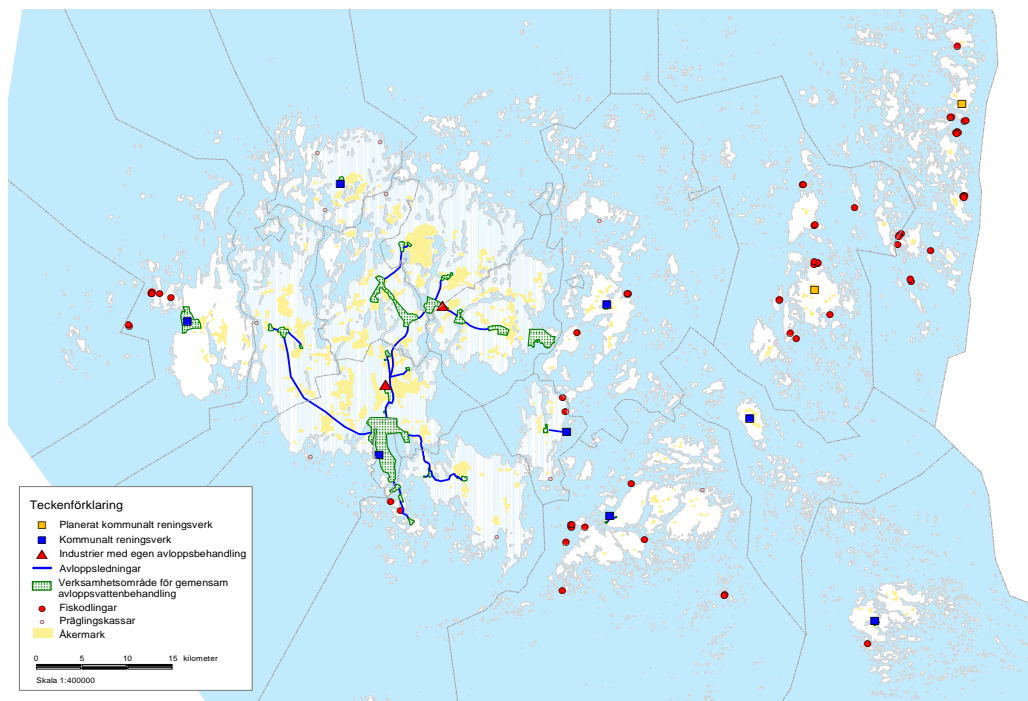 Teckenförklaring
Planerat kommunalt reningsverk
Kommunalt reningsverk
Industrier med egen avloppsbehandling
Avloppsledningar
Verksamhetsområde för gemensam
avloppsvattenbehandling
Fiskodlingar
Präglingskassar
Åkermark
0 5 10 15 kilometer
Skala 1:400000